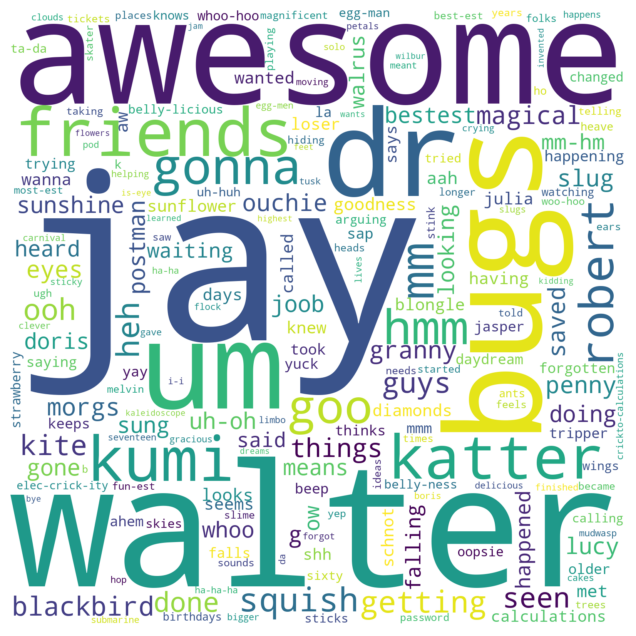 clouds tickets years
ta-da places knows whoo-hoo magnificent egg-man best-est folks happens
awesome
skater wanted playing jam solo petals wilbur meant invented changed
taking belly-licious aw egg-men moving la walrus wants ho telling
friends gonna dr bestest magical
flowers loser hiding says tried crying heave mm-hm
trying k pod helping feet aah happening
most-est is-eye uh-huh tusk longer watching slug
wanna sunshine sunflower ouchie goodness julia woo-hoo
learned highest arguing stink slugs ears
heard carnival saw sap looking having
postman waiting called heads kidding robert
eyes sticky ha-ha days lives mm bugs
jay
ooh ugh flock joob blongle told saved
heh gave knew hmm jasper
doris clever yay took granny needs started daydream forgotten
saying melvin i-i yuck guys thinks feels ants penny
strawberry keeps um diamonds
morgs kaleidoscope limbo goo mmm times tripper doing
uh-oh sung seventeen gracious said things wings crickto-calculations
kite b dreams
gone kumi means ideas katter
elec-crick-ity looks beep belly-ness boris delicious finished became
bye fun-est seems ow yep calling
ahem skies slime whoo g shh falling schnot happened oopsie mudwasp lucy
walter
hop sounds forgot da falls sixty cakes older
blackbird done ha-ha-ha squish getting seen met trees
submarine birthdays bigger sticks password calculations